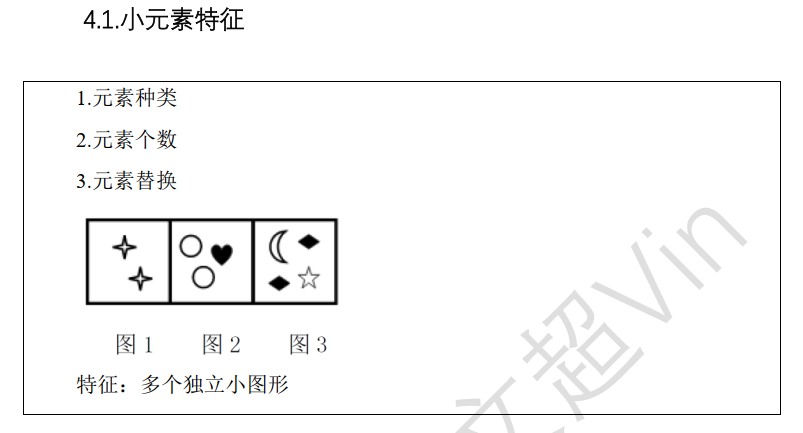 4.1.小元素特征
1.元素种类
2.元素个数
3.元素替换
图 1 图 2 图 3
特征：多个独立小图形
超Vin